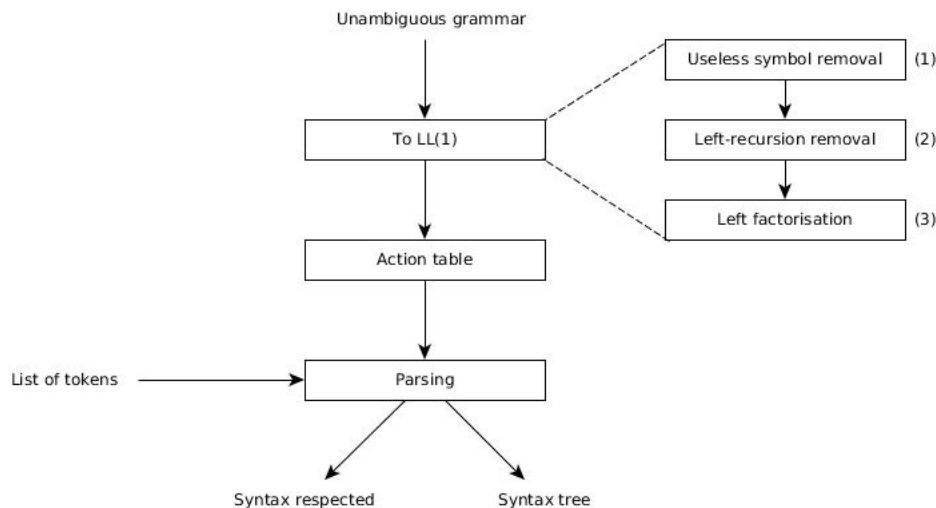 Unambiguous grammar
Useless symbol removal (1)
To LL(1)
Left-recursion removal (2)
Left factorisation (3)
Action table
List of tokens
Parsing
Syntax respected
Syntax tree